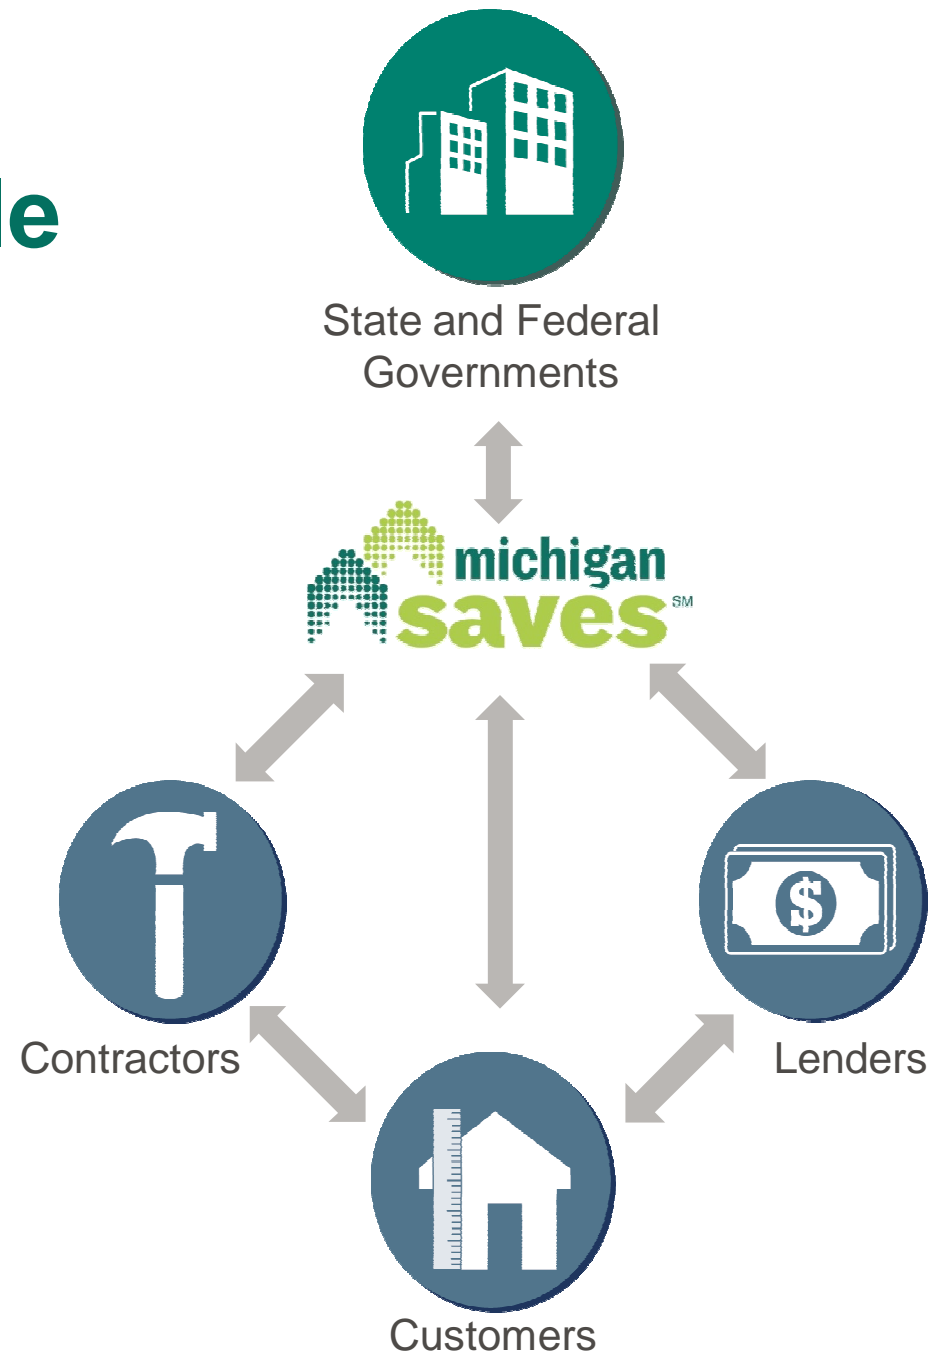 le
State and Federal
Governments
michigan
saves SM
$
Contractors
Lenders
Customers